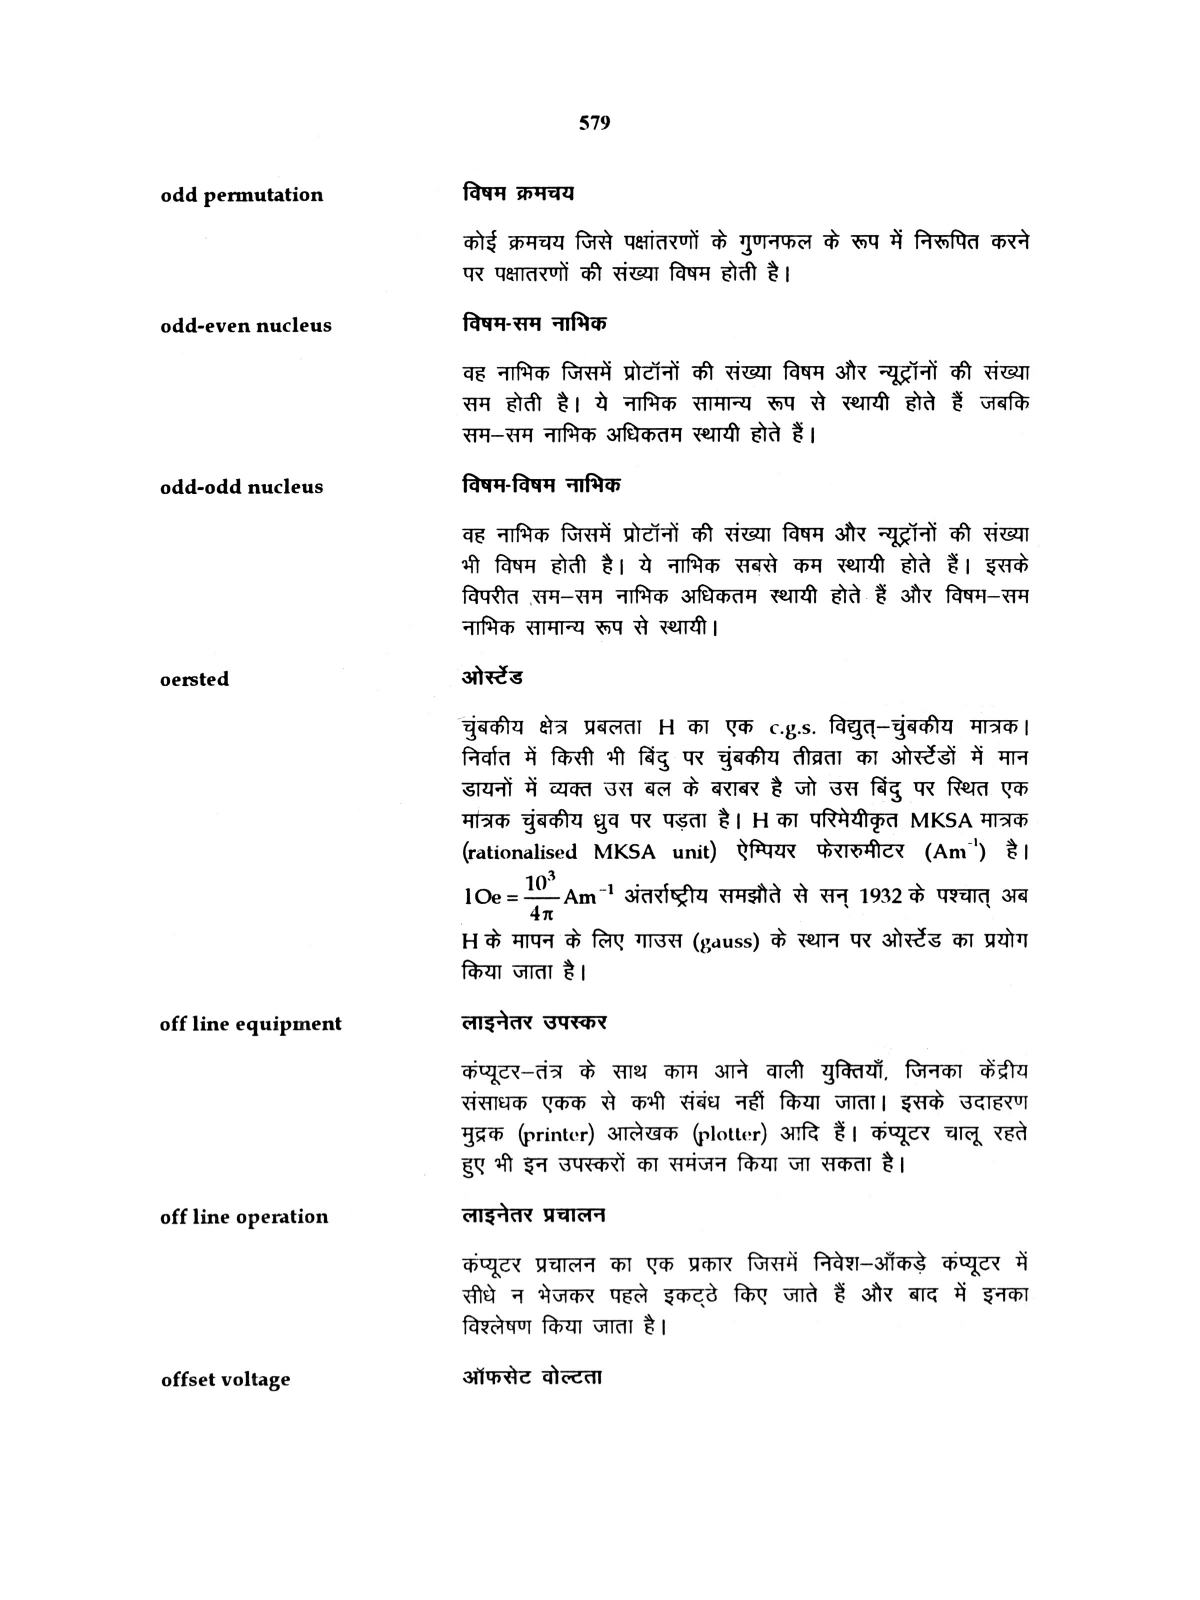 579
odd permutation विषम क्रमचय
कोई क्रमचय जिसे पक्षांतरणों के गुणनफल के रूप में निरूपित करने
पर पक्षातरणों की संख्या विषम होती है।
odd-even nucleus विषम-सम नाभिक
वह नाभिक जिसमें प्रोटॉनों की संख्या विषम और न्यूट्रॉनों की संख्या
सम होती है। ये नाभिक सामान्य रूप से स्थायी होते हैं जबकि
सम–सम नाभिक अधिकतम स्थायी होते हैं।
odd-odd nucleus विषम-विषम नाभिक
वह नाभिक जिसमें प्रोटॉनों की संख्या विषम और न्यूट्रॉनों की संख्या
भी विषम होती है। ये नाभिक सबसे कम स्थायी होते हैं। इसके
विपरीत सम–सम नाभिक अधिकतम स्थायी होते हैं और विषम–सम
नाभिक सामान्य रूप से स्थायी।
oersted ओर्स्टेड
चुंबकीय क्षेत्र प्रबलता H का एक c.g.s. विद्युत्–चुंबकीय मात्रक।
निर्वात में किसी भी बिंदु पर चुंबकीय तीव्रता का ओर्स्टेडों में मान
डायनों में व्यक्त उस बल के बराबर है जो उस बिंदु पर स्थित एक
मात्रक चुंबकीय ध्रुव पर पड़ता है। H का परिमेयीकृत MKSA मात्रक
(rationalised MKSA unit) ऐम्पियर फेरारुमीटर (Am⁻¹) है।
1Oe = 10³/4π Am⁻¹ अंतर्राष्ट्रीय समझौते से सन् 1932 के पश्चात् अब
H के मापन के लिए गाउस (gauss) के स्थान पर ओर्स्टेड का प्रयोग
किया जाता है।
off line equipment लाइनेतर उपस्कर
कंप्यूटर–तंत्र के साथ काम आने वाली युक्तियाँ, जिनका केंद्रीय
संसाधक एकक से कभी संबंध नहीं किया जाता। इसके उदाहरण
मुद्रक (printer) आलेखक (plotter) आदि हैं। कंप्यूटर चालू रहते
हुए भी इन उपस्करों का समंजन किया जा सकता है।
off line operation लाइनेतर प्रचालन
कंप्यूटर प्रचालन का एक प्रकार जिसमें निवेश–आँकड़े कंप्यूटर में
सीधे न भेजकर पहले इकट्ठे किए जाते हैं और बाद में इनका
विश्लेषण किया जाता है।
offset voltage ऑफसेट वोल्टता